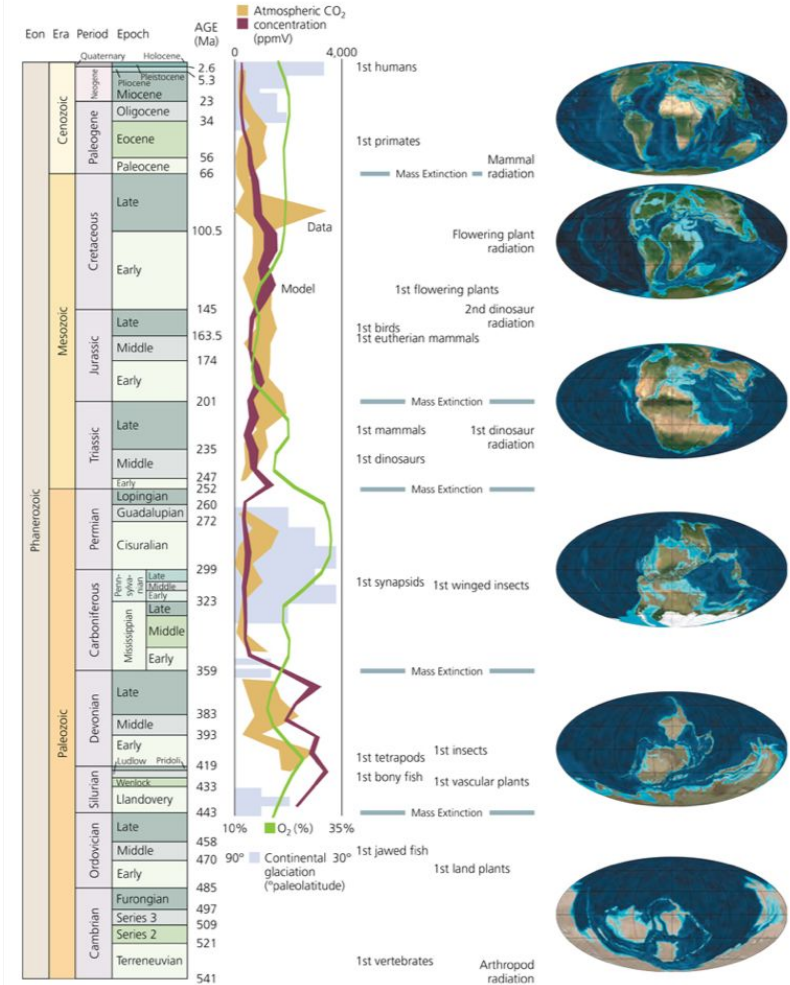 Atmospheric CO2
concentration
(ppmV)
Eon Era Period Epoch
AGE
(Ma)
0 4,000
Quaternary Holocene
Pleistocene
2.6
1st humans
Pliocene
5.3
Neogene
Miocene
23
Oligocene
34
Cenozoic
Paleogene
Eocene
1st primates
56
Paleocene
Mammal
radiation
66
Mass Extinction
Late
Data
100.5
Flowering plant
radiation
Cretaceous
Early
Model
1st flowering plants
145
2nd dinosaur
radiation
Late
1st birds
163.5
1st eutherian mammals
Mesozoic
Jurassic
Middle
174
Early
201
Mass Extinction
Late
1st mammals
1st dinosaur
radiation
235
Triassic
Middle
1st dinosaurs
247
Early
252
Mass Extinction
Lopingian
260
Guadalupian
272
Phanerozoic
Permian
Cisuralian
299
Penn-
sylva-
nian
Late
Middle
Early
1st synapsids
1st winged insects
323
Carboniferous
Mississippian
Late
Middle
Early
359
Mass Extinction
Late
383
Devonian
Middle
393
Paleozoic
Early
1st insects
1st tetrapods
Ludlow Pridoli
419
1st bony fish
1st vascular plants
Wenlock
433
Silurian
Llandovery
443
Mass Extinction
Late
10% O2 (%) 35%
458
Ordovician
Middle
1st jawed fish
90° Continental 30°
glaciation
(°paleolatitude)
470
Early
1st land plants
485
Furongian
497
Series 3
509
Cambrian
Series 2
521
Terreneuvian
1st vertebrates
Arthropod
radiation
541